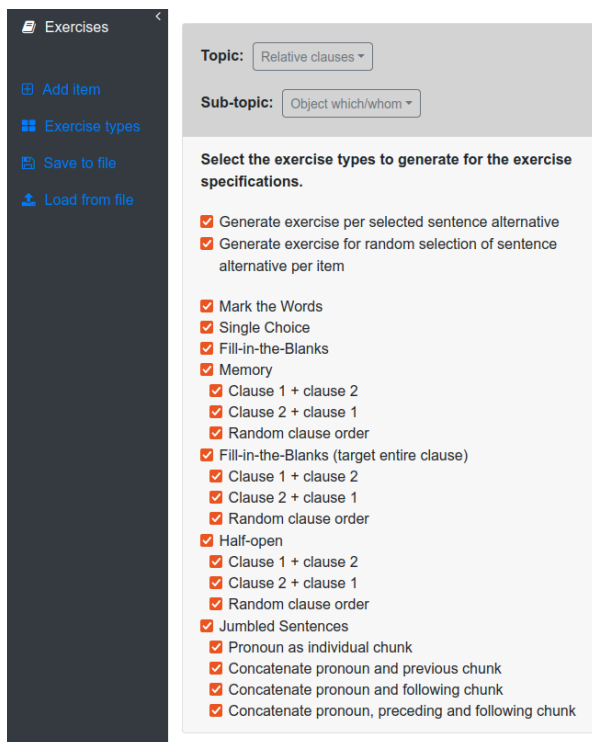 Exercises
Add item
Exercise types
Save to file
Load from file
Topic: Relative clauses
Sub-topic: Object which/whom
Select the exercise types to generate for the exercise
specifications.
Generate exercise per selected sentence alternative
Generate exercise for random selection of sentence
alternative per item
Mark the Words
Single Choice
Fill-in-the-Blanks
Memory
Clause 1 + clause 2
Clause 2 + clause 1
Random clause order
Fill-in-the-Blanks (target entire clause)
Clause 1 + clause 2
Clause 2 + clause 1
Random clause order
Half-open
Clause 1 + clause 2
Clause 2 + clause 1
Random clause order
Jumbled Sentences
Pronoun as individual chunk
Concatenate pronoun and previous chunk
Concatenate pronoun and following chunk
Concatenate pronoun, preceding and following chunk